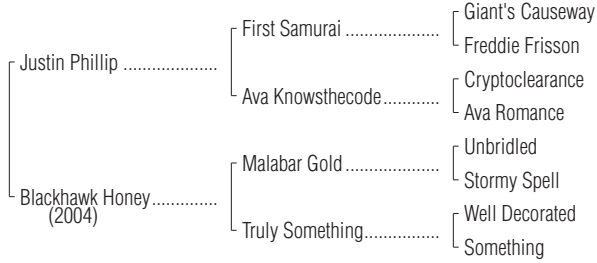 Giant's Causeway
First Samurai ....................
Freddie Frisson
Justin Phillip ....................
Cryptoclearance
Ava Knowsthecode............
Ava Romance
Unbridled
Malabar Gold ....................
Stormy Spell
Blackhawk Honey..............
(2004)
Well Decorated
Truly Something................
Something